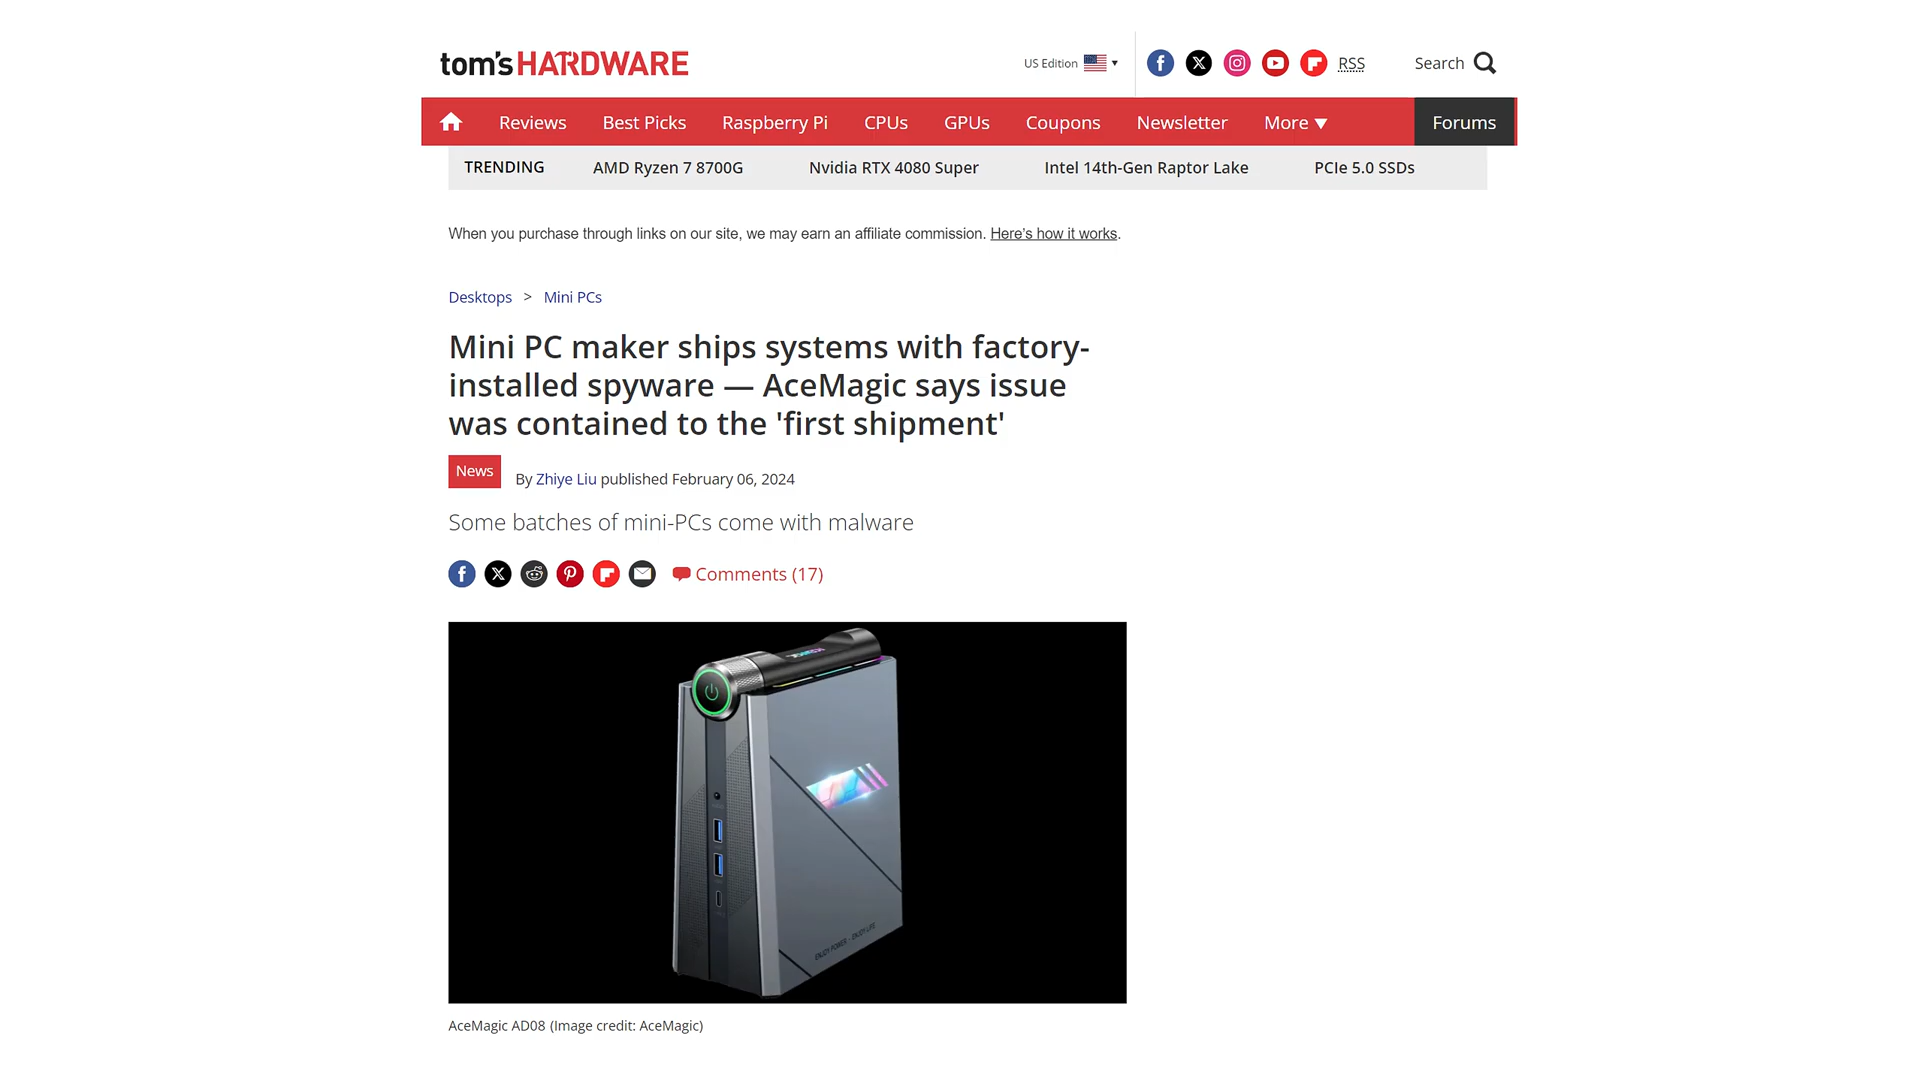 tom's HARDWARE
US Edition
RSS
Search
Reviews
Best Picks
Raspberry Pi
CPUs
GPUs
Coupons
Newsletter
More
Forums
TRENDING
AMD Ryzen 7 8700G
Nvidia RTX 4080 Super
Intel 14th-Gen Raptor Lake
PCIe 5.0 SSDs
When you purchase through links on our site, we may earn an affiliate commission. Here's how it works.
Desktops > Mini PCs
Mini PC maker ships systems with factory-
installed spyware — AceMagic says issue
was contained to the 'first shipment'
News
By Zhiye Liu published February 06, 2024
Some batches of mini-PCs come with malware
Comments (17)
ENJOY POWER · ENJOY LIFE
AceMagic AD08 (Image credit: AceMagic)